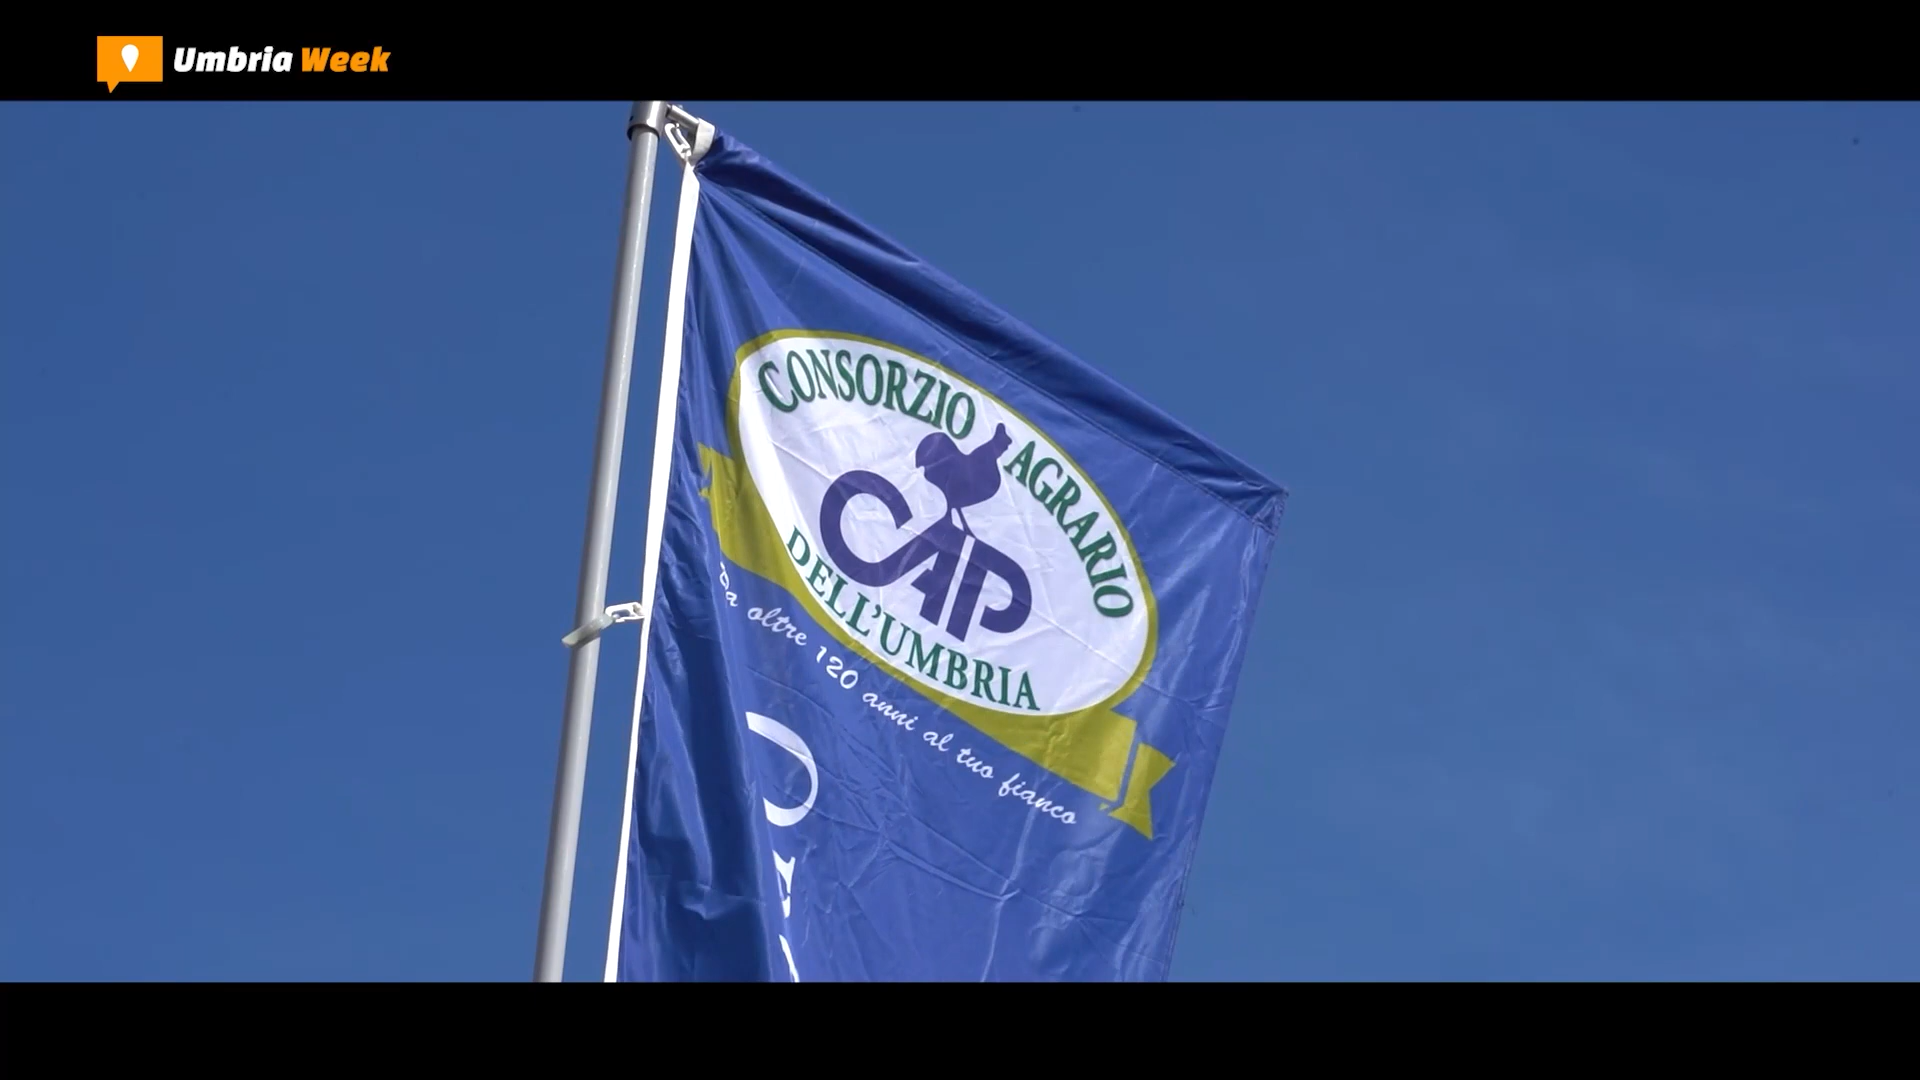 Umbria Week
CONSORZIO AGRARIO
CAP
DELL'UMBRIA
Da oltre 120 anni al tuo fianco